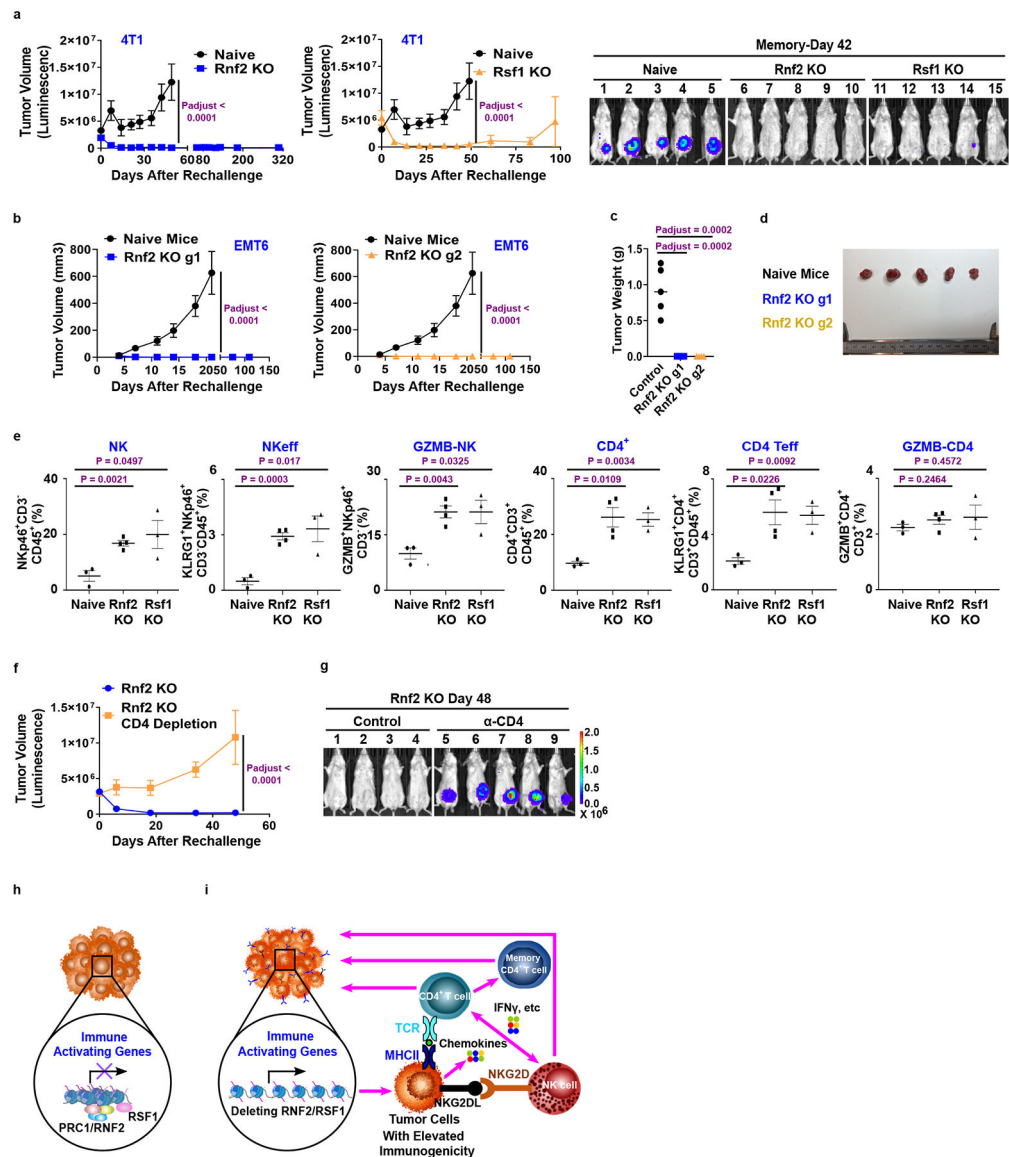 a
4T1
2×10⁷
1.5×10⁷
1×10⁷
5×10⁶
0
Tumor Volume
(Luminescenc)
Naive
Rnf2 KO
Padjust <
0.0001
0 30 60 80 80 200 320
Days After Rechallenge
4T1
2×10⁷
1.5×10⁷
1×10⁷
5×10⁶
0
Tumor Volume
(Luminescence)
Naive
Rsf1 KO
Padjust <
0.0001
0 25 50 75 100
Days After Rechallenge
Memory-Day 42
Naive Rnf2 KO Rsf1 KO
1 2 3 4 5 6 7 8 9 10 11 12 13 14 15
b
Naive Mice
Rnf2 KO g1
EMT6
Tumor Volume (mm3)
800
600
400
200
0
Padjust <
0.0001
0 5 15 2050 100 150
Days After Rechallenge
Naive Mice
Rnf2 KO g2
EMT6
Tumor Volume (mm3)
800
600
400
200
0
Padjust <
0.0001
0 5 15 2050 100 150
Days After Rechallenge
c
Padjust = 0.0002
Padjust = 0.0002
Tumor Weight (g)
1.5
1.0
0.5
0.0
Control
Rnf2 KO g1
Rnf2 KO g2
d
Naive Mice
Rnf2 KO g1
Rnf2 KO g2
e
NK
P = 0.0497
P = 0.0021
NKp46⁺CD3⁻
CD45⁺ (%)
40
20
0
Naive Rnf2 Rsf1
KO KO
NKeff
P = 0.017
P = 0.0003
KLRG1⁺NKp46⁺
CD3⁻CD45⁺ (%)
6
3
0
Naive Rnf2 Rsf1
KO KO
GZMB-NK
P = 0.0325
P = 0.0043
GZMB⁺NKp46⁺
CD3⁻ (%)
30
15
0
Naive Rnf2 Rsf1
KO KO
CD4⁺
P = 0.0034
P = 0.0109
CD4⁺CD3⁺
CD45⁺ (%)
40
20
0
Naive Rnf2 Rsf1
KO KO
CD4 Teff
P = 0.0092
P = 0.0226
KLRG1⁺CD4⁺
CD3⁺CD45⁺ (%)
8
4
0
Naive Rnf2 Rsf1
KO KO
GZMB-CD4
P = 0.4572
P = 0.2464
GZMB⁺CD4⁺
CD3⁺ (%)
4
2
0
Naive Rnf2 Rsf1
KO KO
f
Rnf2 KO
Rnf2 KO
CD4 Depletion
Tumor Volume
(Luminescence)
1.5×10⁷
1×10⁷
5×10⁶
0
Padjust <
0.0001
0 20 40 60
Days After Rechallenge
g
Rnf2 KO Day 48
Control α-CD4
1 2 3 4 5 6 7 8 9
2.0
1.5
1.0
0.5
0.0
X 10⁶
h
Immune
Activating Genes
RSF1
PRC1/RNF2
i
Immune
Activating Genes
Deleting RNF2/RSF1
CD4⁺ T cell
Memory
CD4⁺T cell
IFNγ, etc
TCR
Chemokines
MHCII
NKG2D
NK cell
NKG2DL
Tumor Cells
With Elevated
Immunogenicity